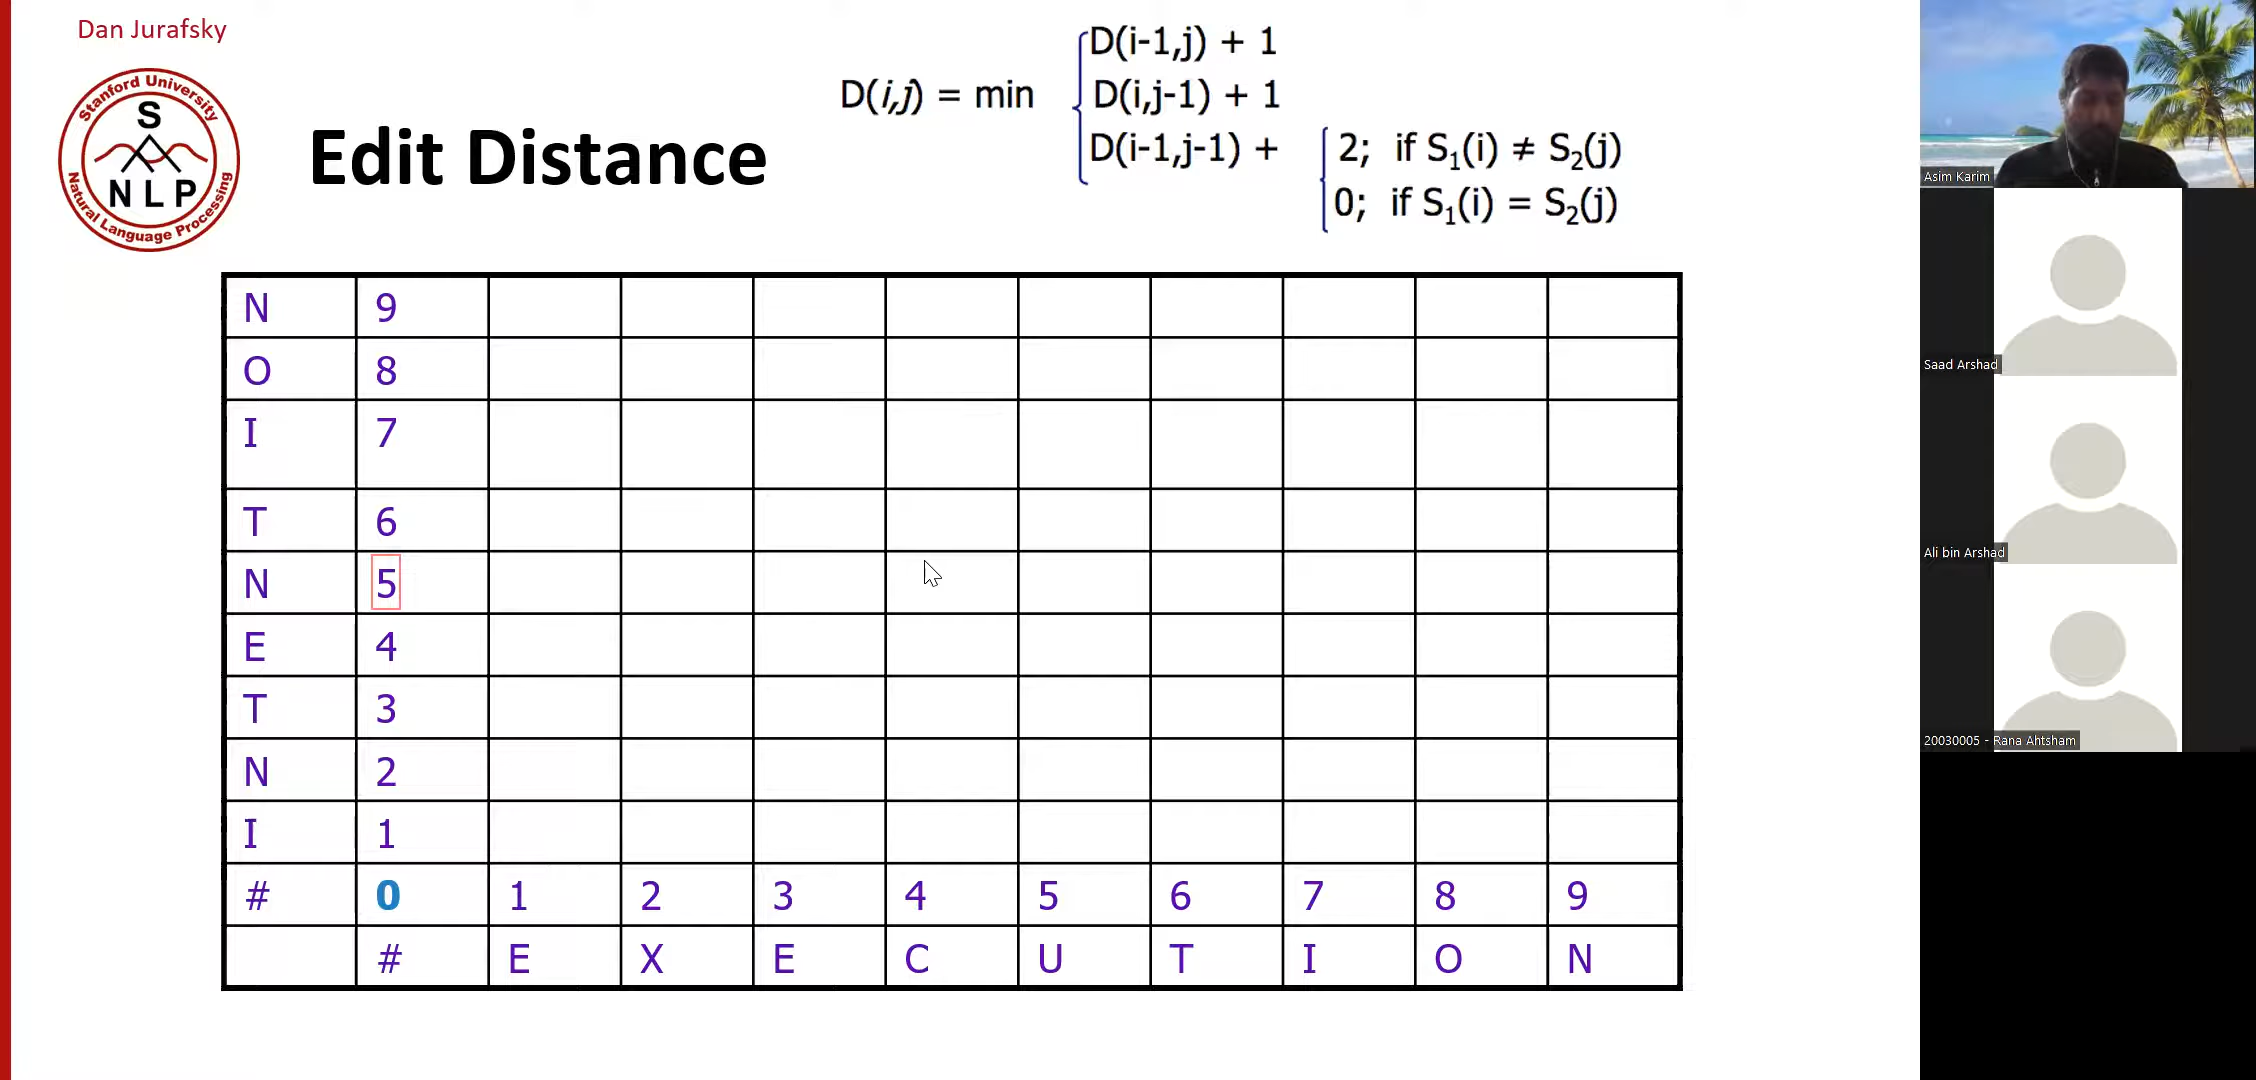 Dan Jurafsky
Stanford University
S
N L P
Natural Language Processing
Edit Distance
D(i-1,j) + 1
D(i,j) = min D(i,j-1) + 1
D(i-1,j-1) + 2; if S₁(i) ≠ S₂(j)
0; if S₁(i) = S₂(j)
N 9
O 8
I 7
T 6
N 5
E 4
T 3
N 2
I 1
# 0 1 2 3 4 5 6 7 8 9
# E X E C U T I O N
Asim Karim
Saad Arshad
Ali bin Arshad
20030005 - Rana Ahtsham